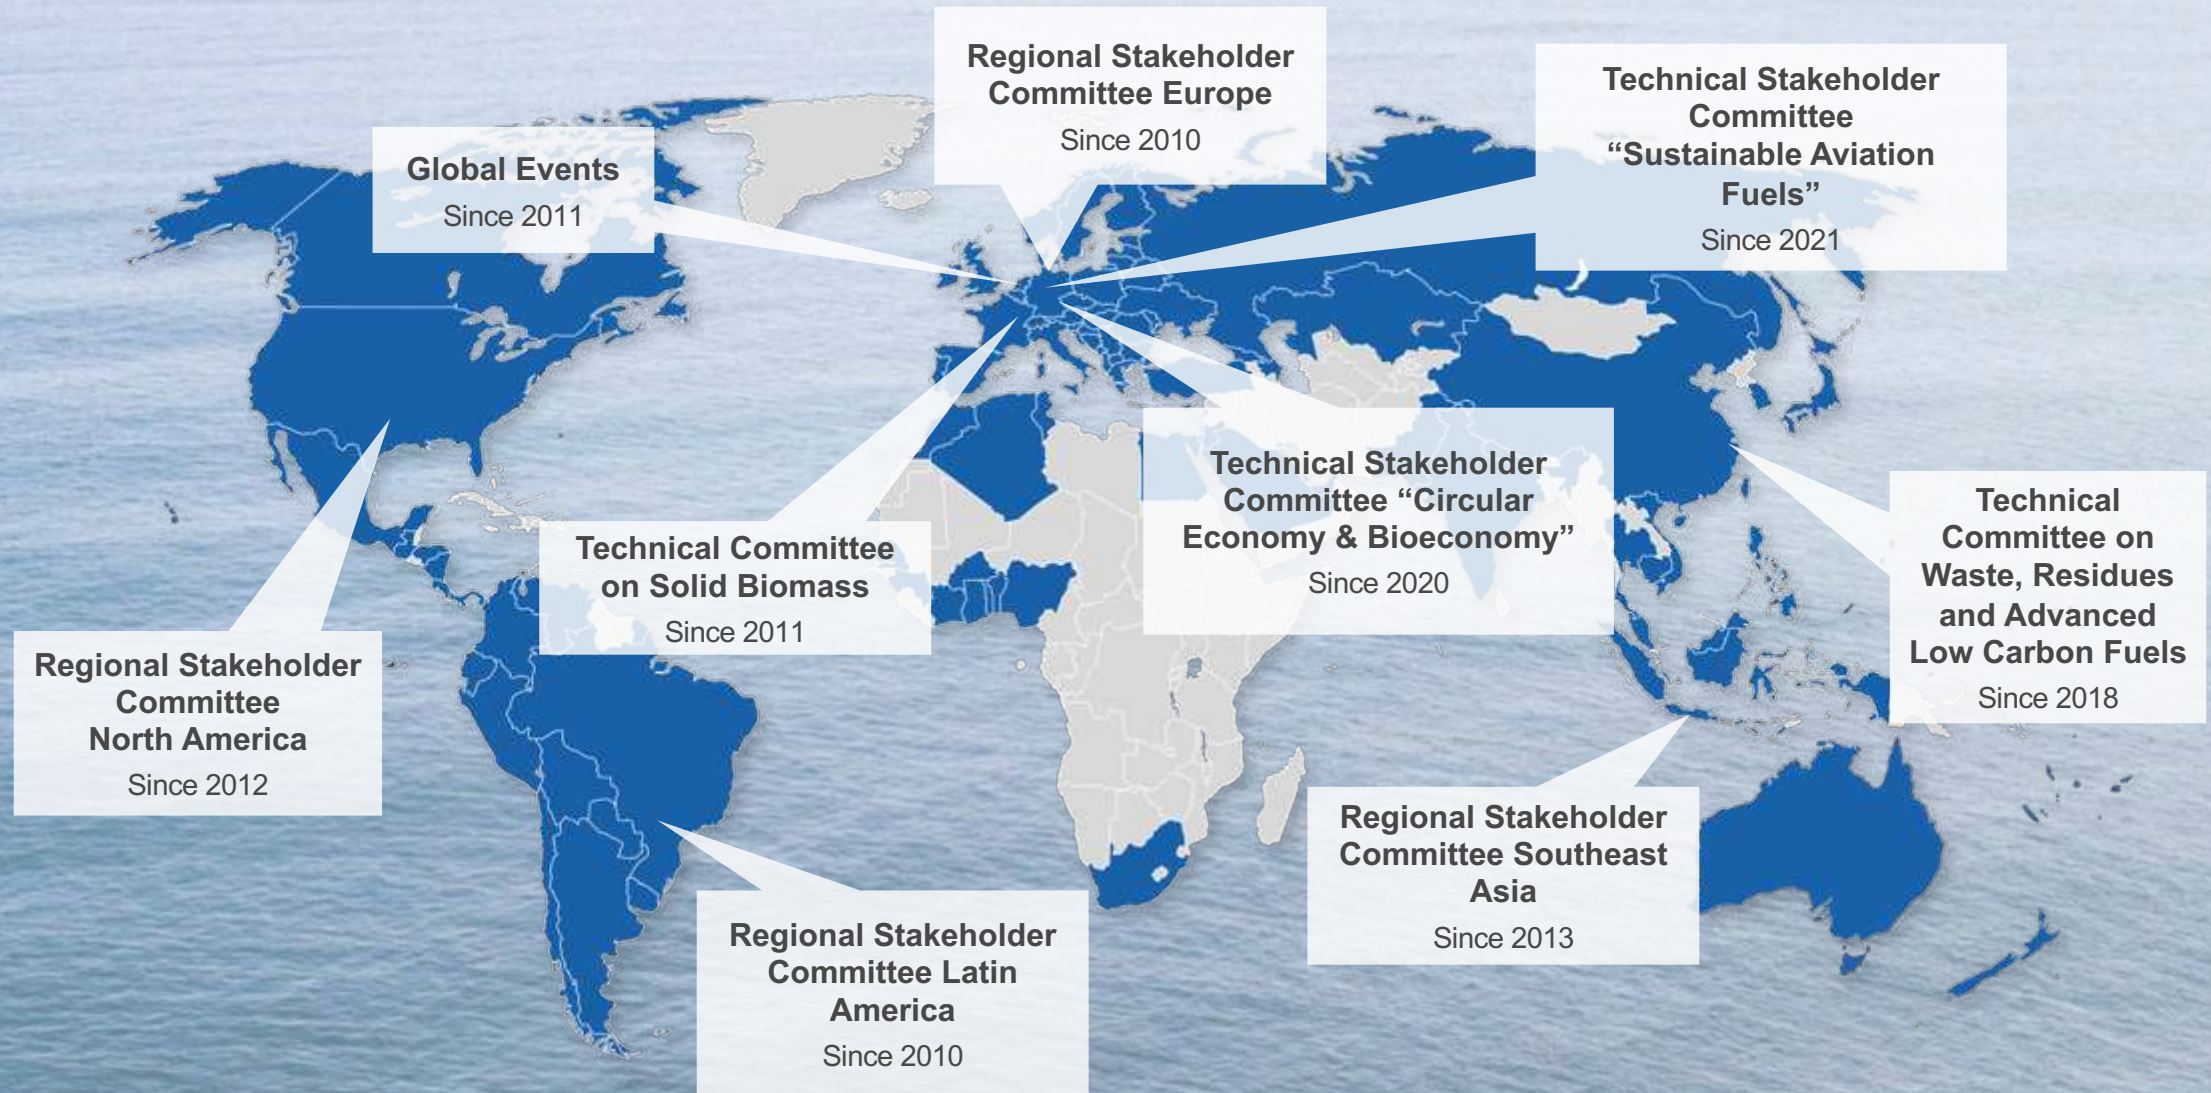 Regional Stakeholder
Committee Europe
Since 2010
Technical Stakeholder
Committee
“Sustainable Aviation
Fuels”
Since 2021
Global Events
Since 2011
Technical Stakeholder
Committee “Circular
Economy & Bioeconomy”
Since 2020
Technical
Committee on
Waste, Residues
and Advanced
Low Carbon Fuels
Since 2018
Technical Committee
on Solid Biomass
Since 2011
Regional Stakeholder
Committee
North America
Since 2012
Regional Stakeholder
Committee Southeast
Asia
Since 2013
Regional Stakeholder
Committee Latin
America
Since 2010